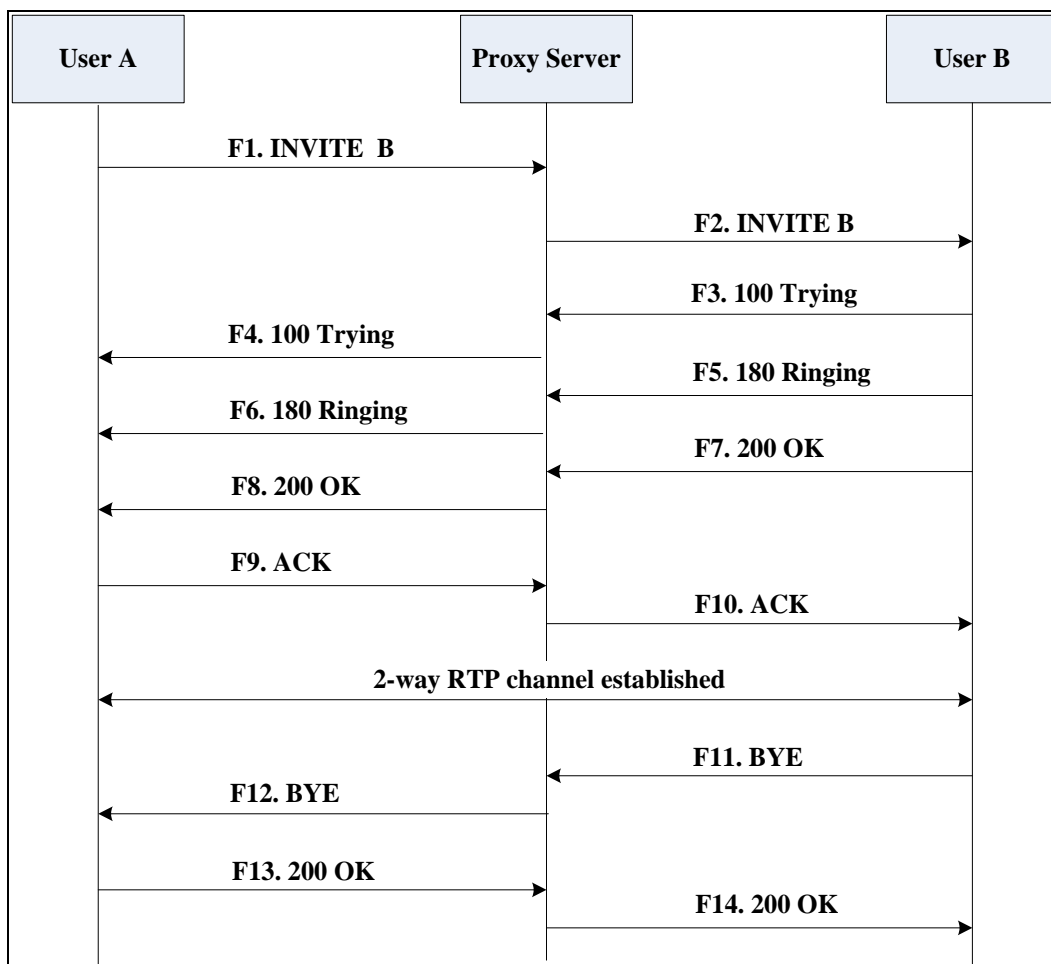 User A
Proxy Server
User B
F1. INVITE  B
F2. INVITE B
F3. 100 Trying
F4. 100 Trying
F5. 180 Ringing
F6. 180 Ringing
F7. 200 OK
F8. 200 OK
F9. ACK
F10. ACK
2-way RTP channel established
F11. BYE
F12. BYE
F13. 200 OK
F14. 200 OK